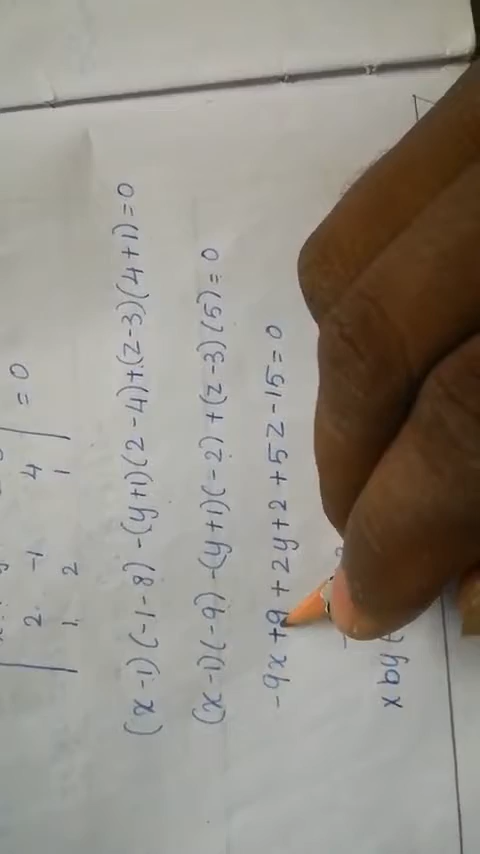 | 2 -1 4 | = 0
1 2 1
(x-1)(-1-8)-(y+1)(2-4)+(z-3)(4+1)=0
(x-1)(-9)-(y+1)(-2)+(z-3)(5)=0
-9x+9+2y+2+5z-15=0
x by